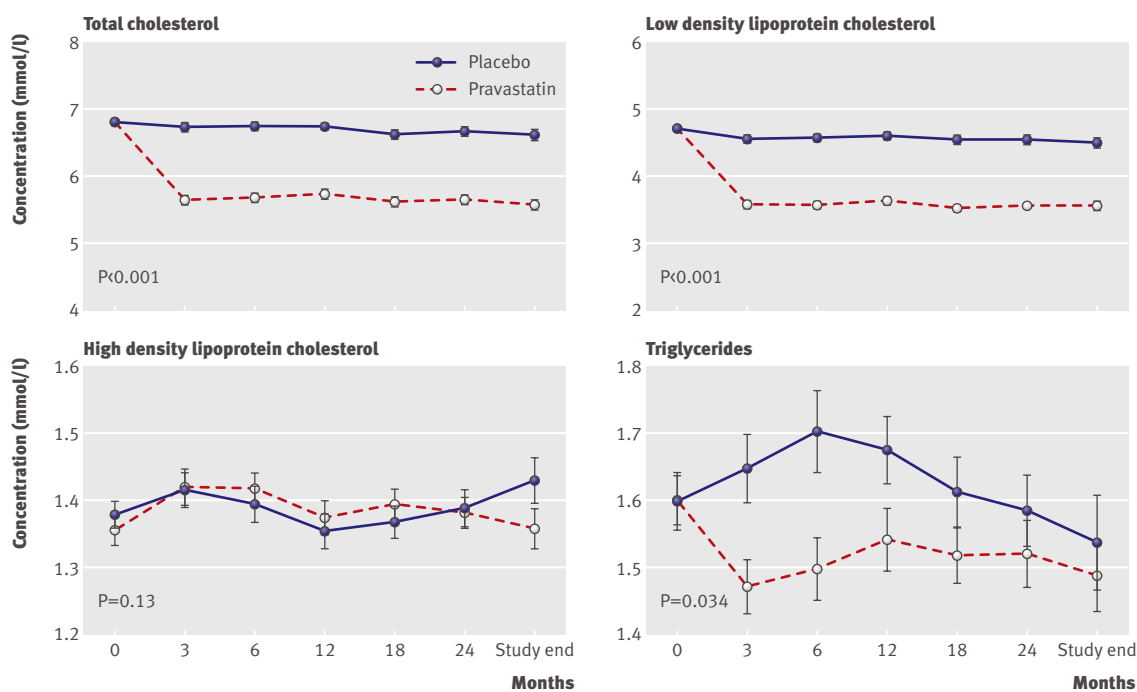 Total cholesterol
Concentration (mmol/l)
8
7
6
5
4
Placebo
Pravastatin
P<0.001
Low density lipoprotein cholesterol
6
5
4
3
2
P<0.001
High density lipoprotein cholesterol
Concentration (mmol/l)
1.6
1.5
1.4
1.3
1.2
P=0.13
0 3 6 12 18 24 Study end
Months
Triglycerides
1.8
1.7
1.6
1.5
1.4
P=0.034
0 3 6 12 18 24 Study end
Months